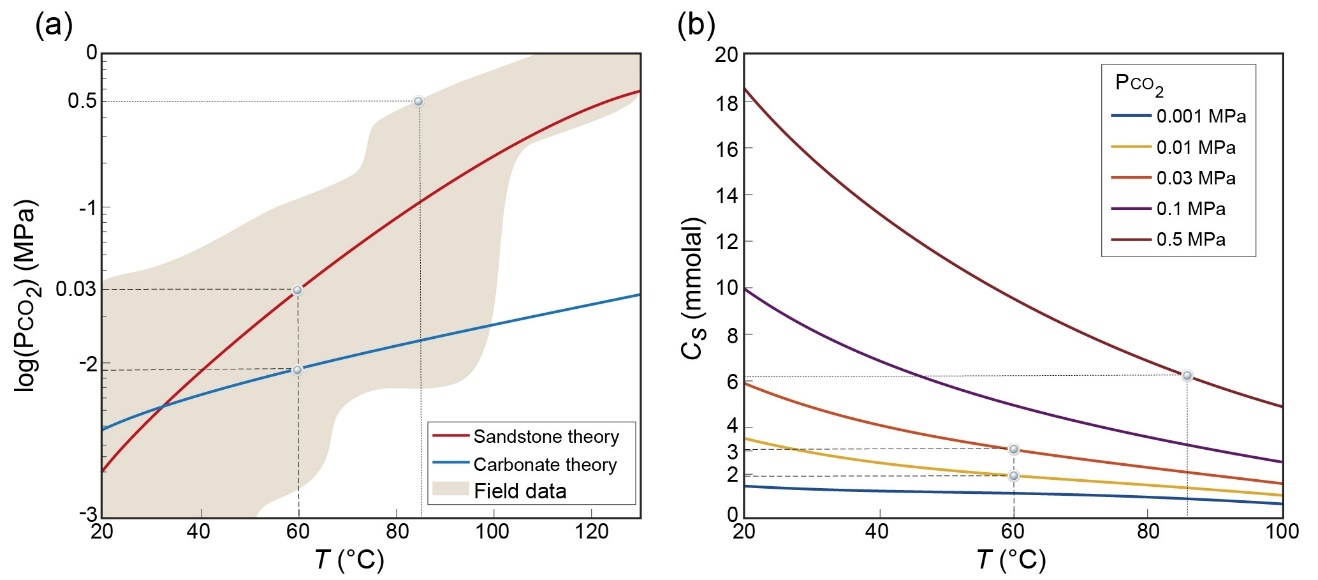 (a)
0
0.5
-1
0.03
-2
-3
log(PCO2) (MPa)
20
40
60
80
100
120
T (°C)
Sandstone theory
Carbonate theory
Field data
(b)
20
18
16
14
12
10
8
6
4
3
2
0
Cs (mmolal)
20
40
60
80
100
T (°C)
PCO2
0.001 MPa
0.01 MPa
0.03 MPa
0.1 MPa
0.5 MPa